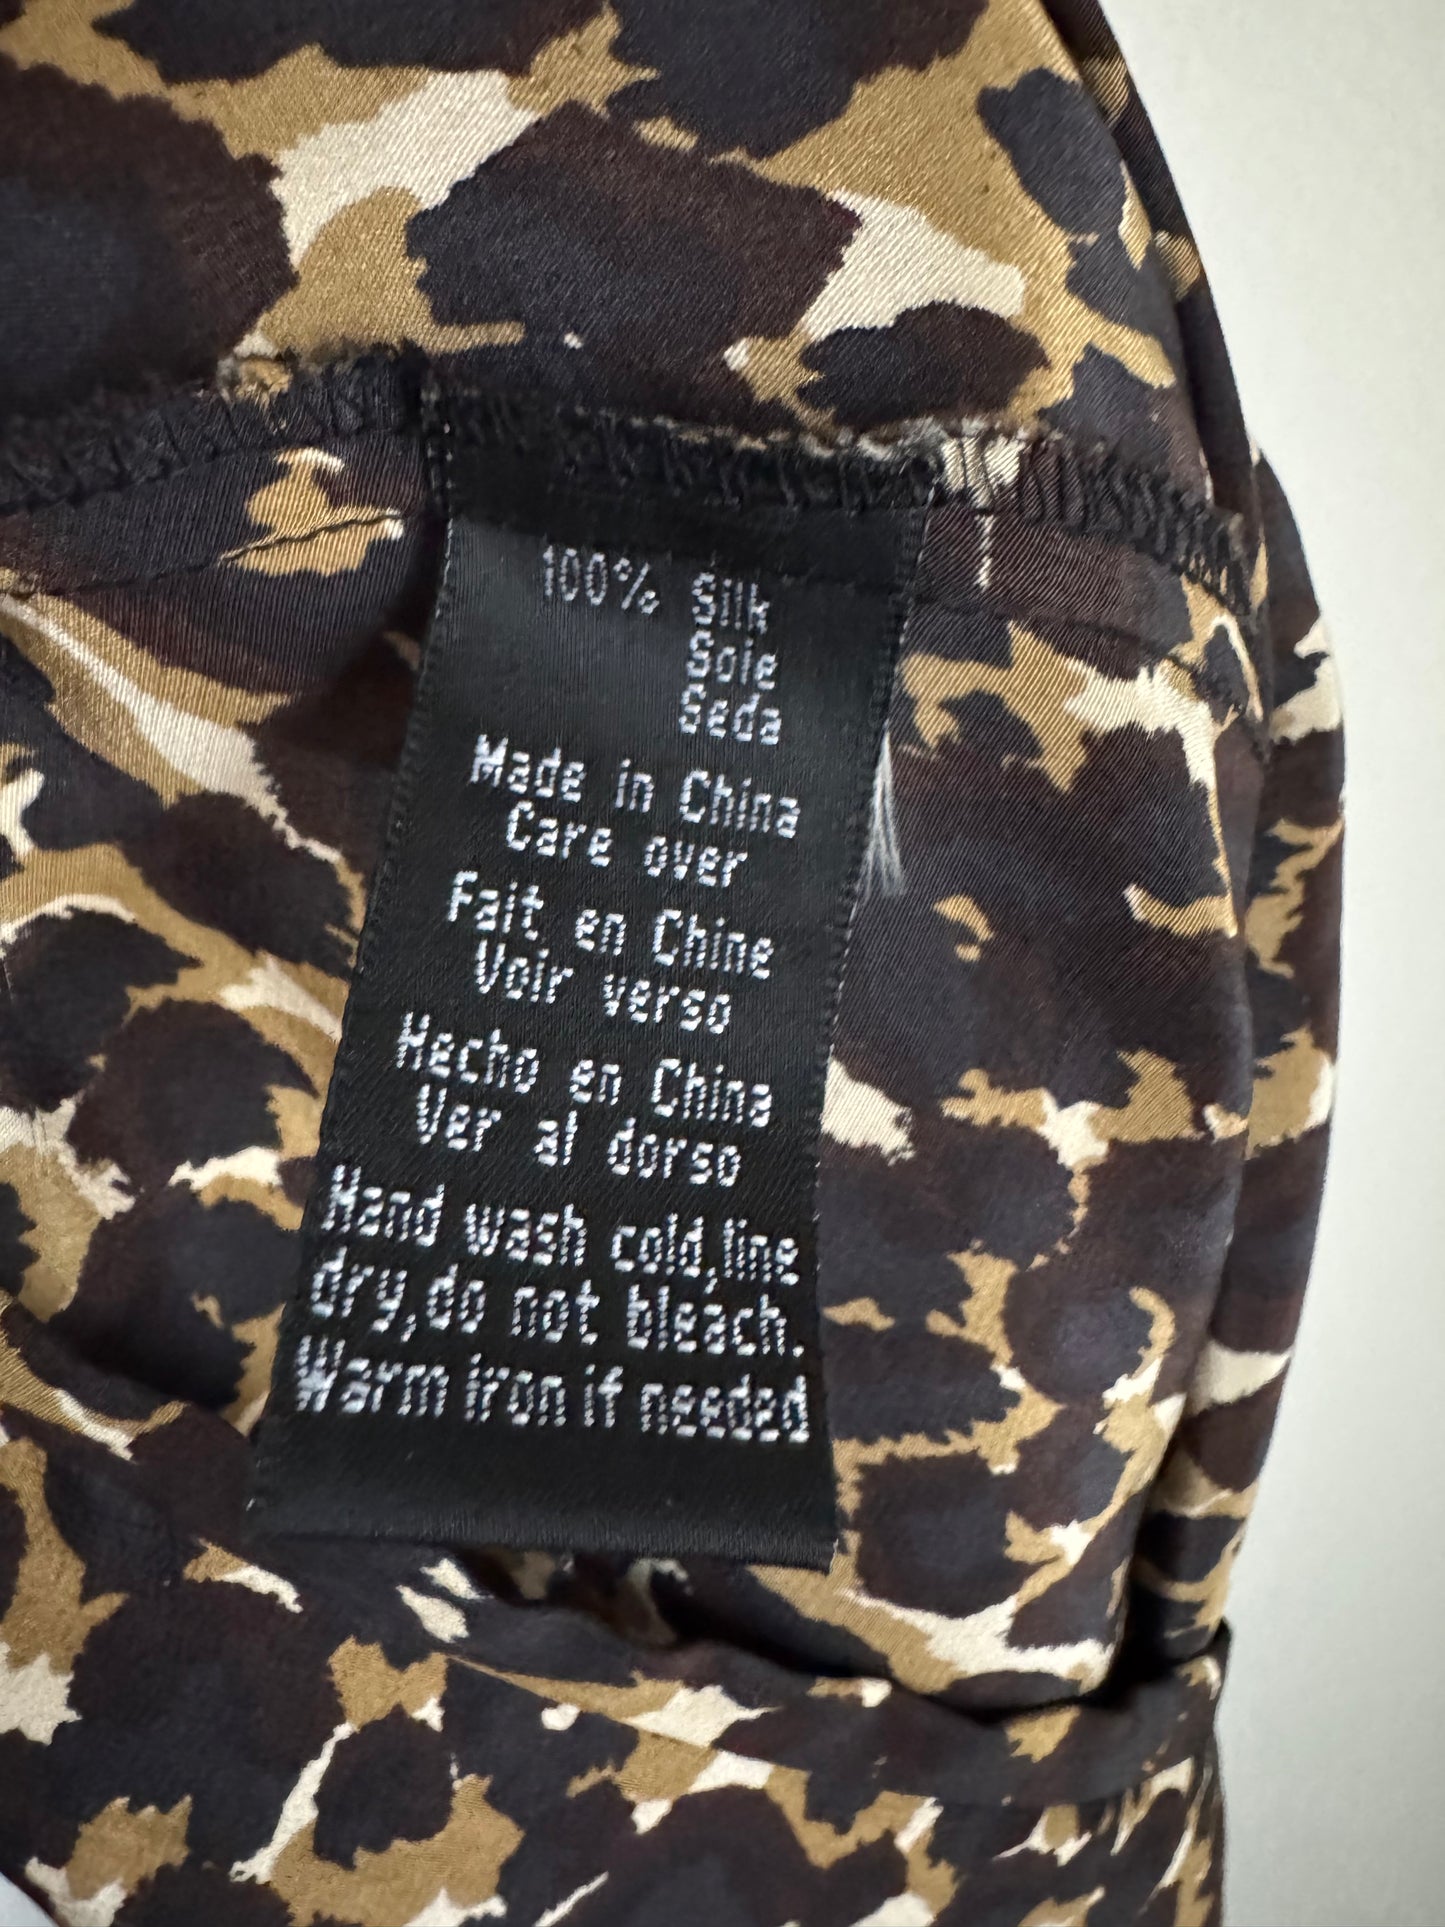 100% Silk
Soie
Seda
Made in China
Care over
Fait en Chine
Voir verso
Hecho en China
Ver al dorso
Hand wash cold,line
dry,do not bleach.
Warm iron if needed